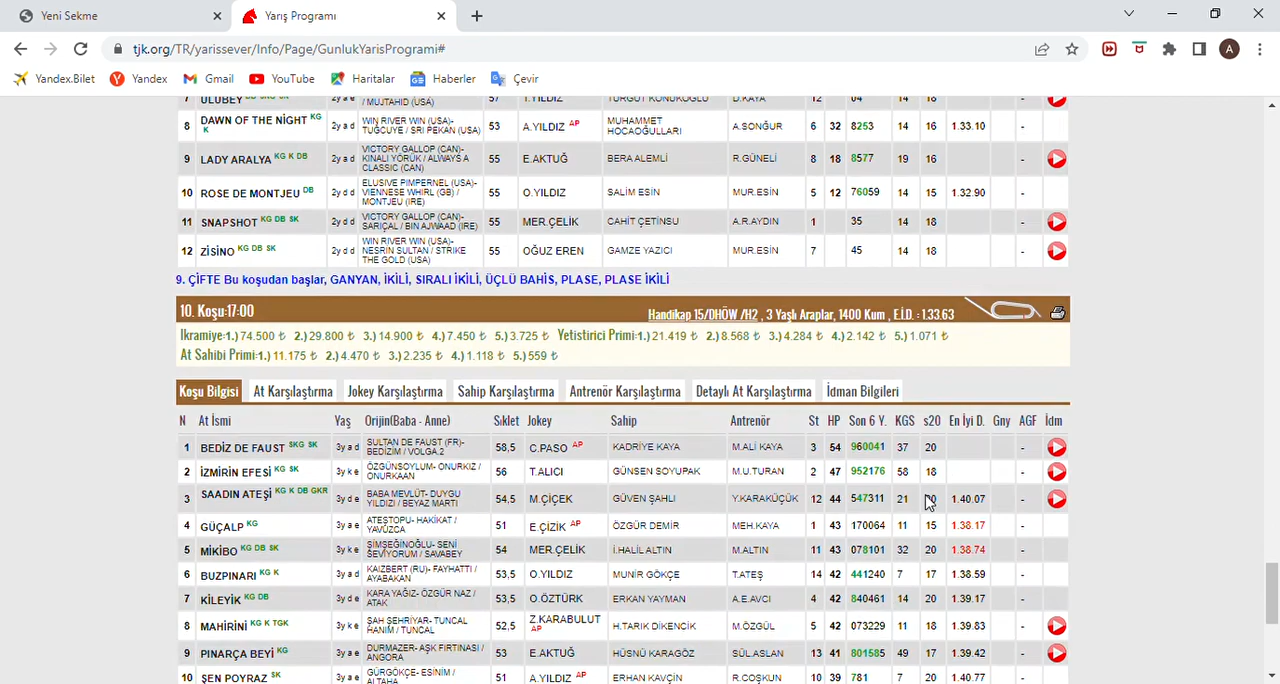 Yeni Sekme
Yarış Programı
tjk.org/TR/yarissever/Info/Page/GunlukYarisProgrami#
A
Yandex.Bilet Yandex Gmail YouTube Haritalar Haberler Çevir
7 ULUBEY 2y a e / MUJTAHID (USA) 57 T.YILDIZ TURGUT KONUKOĞLU D.KAYA 12 64 14 18 -
8 DAWN OF THE NIGHT KG K 2y a d WIN RIVER WIN (USA)- TUĞCUYE / SRI PEKAN (USA) 53 A.YILDIZ AP MUHAMMET HOCAOĞULLARI A.SONĞUR 6 32 8253 14 16 1.33.10 -
9 LADY ARALYA KG K DB 2y a d VICTORY GALLOP (CAN)- KINALI YÖRÜK / ALWAYS A CLASSIC (CAN) 55 E.AKTUĞ BERA ALEMLİ R.GÜNELİ 8 18 8577 19 16 -
10 ROSE DE MONTJEU DB 2y d d ELUSIVE PIMPERNEL (USA)- VIENNESE WHIRL (GB) / MONTJEU (IRE) 55 O.YILDIZ SALİM ESİN MUR.ESİN 5 12 76059 14 15 1.32.90 -
11 SNAPSHOT KG DB SK 2y d d VICTORY GALLOP (CAN)- SARIÇAL / BIN AJWAAD (IRE) 55 MER.ÇELİK CAHİT ÇETİNSU A.R.AYDIN 1 35 14 18 -
12 ZİSİNO KG DB SK 2y d d WIN RIVER WIN (USA)- NESRİN SULTAN / STRIKE THE GOLD (USA) 55 OĞUZ EREN GAMZE YAZICI MUR.ESİN 7 45 14 18 -
9. ÇİFTE Bu koşudan başlar, GANYAN, İKİLİ, SIRALI İKİLİ, ÜÇLÜ BAHİS, PLASE, PLASE İKİLİ
10. Koşu:17:00 Handikap 15/DHÖW /H2 , 3 Yaşlı Araplar, 1400 Kum , E.İ.D. : 1.33.63
İkramiye:1.) 74.500 ₺ 2.) 29.800 ₺ 3.) 14.900 ₺ 4.) 7.450 ₺ 5.) 3.725 ₺ Yetistirici Primi:1.) 21.419 ₺ 2.) 8.568 ₺ 3.) 4.284 ₺ 4.) 2.142 ₺ 5.) 1.071 ₺
At Sahibi Primi:1.) 11.175 ₺ 2.) 4.470 ₺ 3.) 2.235 ₺ 4.) 1.118 ₺ 5.) 559 ₺
Koşu Bilgisi At Karşılaştırma Jokey Karşılaştırma Sahip Karşılaştırma Antrenör Karşılaştırma Detaylı At Karşılaştırma İdman Bilgileri
N At İsmi Yaş Orijin(Baba - Anne) Sıklet Jokey Sahip Antrenör St HP Son 6 Y. KGS s20 En İyi D. Gny AGF İdm
1 BEDİZ DE FAUST SKG SK 3y a d SULTAN DE FAUST (FR)- BEDİZİM / VOLGA.2 58,5 C.PASO AP KADRİYE KAYA M.ALİ KAYA 3 54 960041 37 20 -
2 İZMİRİN EFESİ KG SK 3y k e ÖZGÜNSOYLUM- ONURKIZ / ONURKAAN 56 T.ALICI GÜNSEN SOYUPAK M.U.TURAN 2 47 952176 58 18 -
3 SAADIN ATEŞİ KG K DB GKR 3y d e BABA MEVLÜT- DUYGU YILDIZI / BEYAZ MARTI 54,5 M.ÇİÇEK GÜVEN ŞAHLI Y.KARAKÜÇÜK 12 44 547311 21 1.40.07 -
4 GÜÇALP KG 3y a e ATEŞTOPU- HAKİKAT / YAVUZCA 51 E.ÇİZİK AP ÖZGÜR DEMİR MEH.KAYA 1 43 170064 11 15 1.38.17 -
5 MİKİBO KG DB SK 3y k e ŞİMŞEĞİNOĞLU- SENİ SEVİYORUM / SAVABEY 54 MER.ÇELİK İ.HALİL ALTIN M.ALTIN 11 43 078101 32 20 1.38.74 -
6 BUZPINARI KG K 3y a d KAIZBERT (RU)- FAYHATTI / AYABAKAN 53,5 O.YILDIZ MUNİR GÖKÇE T.ATEŞ 14 42 441240 7 17 1.38.59 -
7 KİLEYİK KG DB 3y d e KARA YAĞIZ- ÖZGÜR NAZ / ATAK 53,5 O.ÖZTÜRK ERKAN YAYMAN A.E.AVCI 4 42 840461 14 20 1.39.17 -
8 MAHİRİNİ KG K TGK 3y k e ŞAH ŞEHRİYAR- TUNCAL HANIM / TUNCAL 52,5 Z.KARABULUT AP H.TARIK DİKENCİK M.ÖZGÜL 5 42 073229 11 18 1.39.83 -
9 PINARÇA BEYİ KG 3y a e DURMAZER- AŞK FIRTINASI / ANGORA 53 E.AKTUĞ HÜSNÜ KARAGÖZ SÜL.ASLAN 13 41 801585 49 17 1.39.42 -
10 ŞEN POYRAZ SK 3y a e GÜRGÖKÇE- ESİNİM / ALTAHA 51 A.YILDIZ AP ERHAN KAVÇİN R.COŞKUN 10 39 781 7 20 1.40.77 -